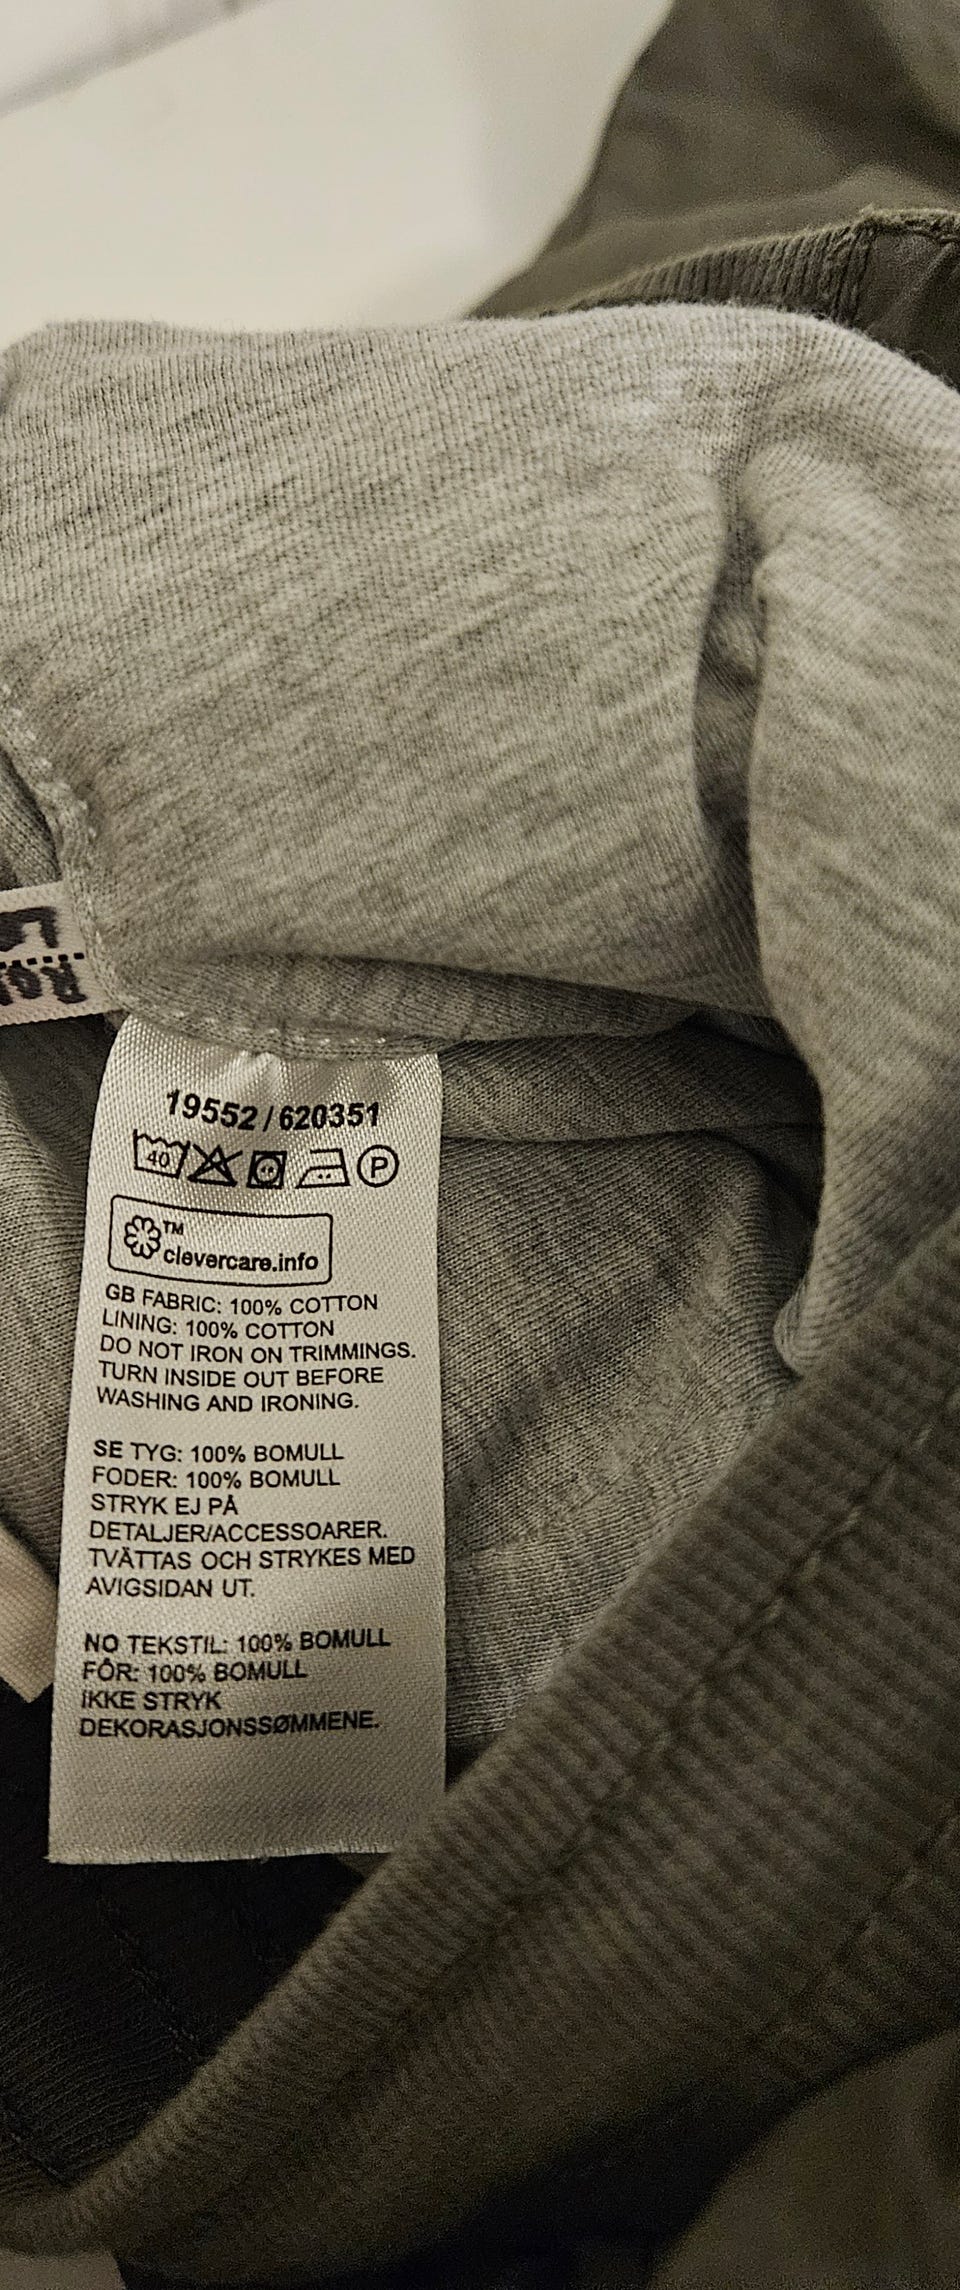 19552 / 620351
40 P
TM
clevercare.info
GB FABRIC: 100% COTTON
LINING: 100% COTTON
DO NOT IRON ON TRIMMINGS.
TURN INSIDE OUT BEFORE
WASHING AND IRONING.
SE TYG: 100% BOMULL
FODER: 100% BOMULL
STRYK EJ PÅ
DETALJER/ACCESSOARER.
TVÄTTAS OCH STRYKES MED
AVIGSIDAN UT.
NO TEKSTIL: 100% BOMULL
FÔR: 100% BOMULL
IKKE STRYK
DEKORASJONSSØMMENE.